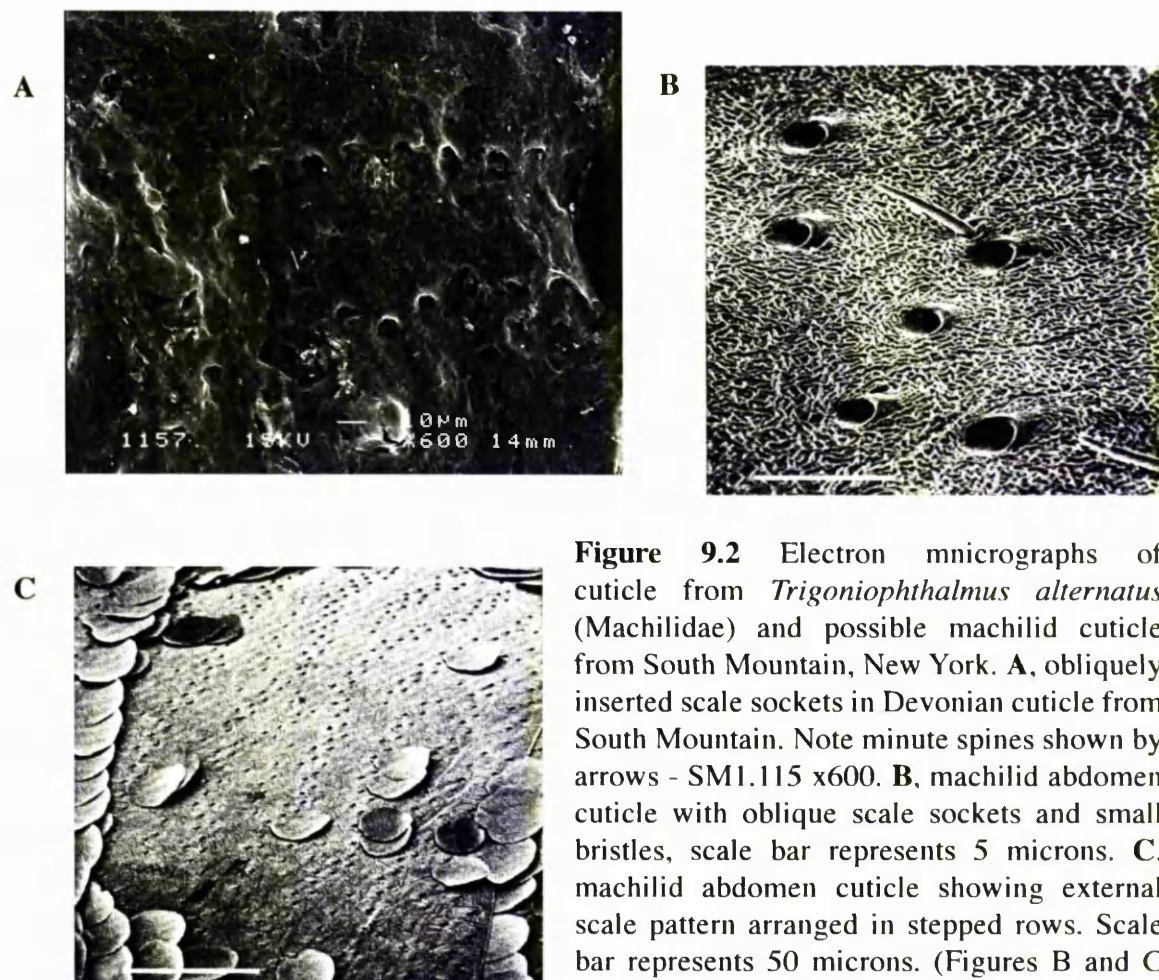 A
B
1157 0µm
x600 14mm
C
Figure 9.2 Electron mnicrographs of
cuticle from Trigoniophthalmus alternatus
(Machilidae) and possible machilid cuticle
from South Mountain, New York. A, obliquely
inserted scale sockets in Devonian cuticle from
South Mountain. Note minute spines shown by
arrows - SM1.115 x600. B, machilid abdomen
cuticle with oblique scale sockets and small
bristles, scale bar represents 5 microns. C.
machilid abdomen cuticle showing external
scale pattern arranged in stepped rows. Scale
bar represents 50 microns. (Figures B and C